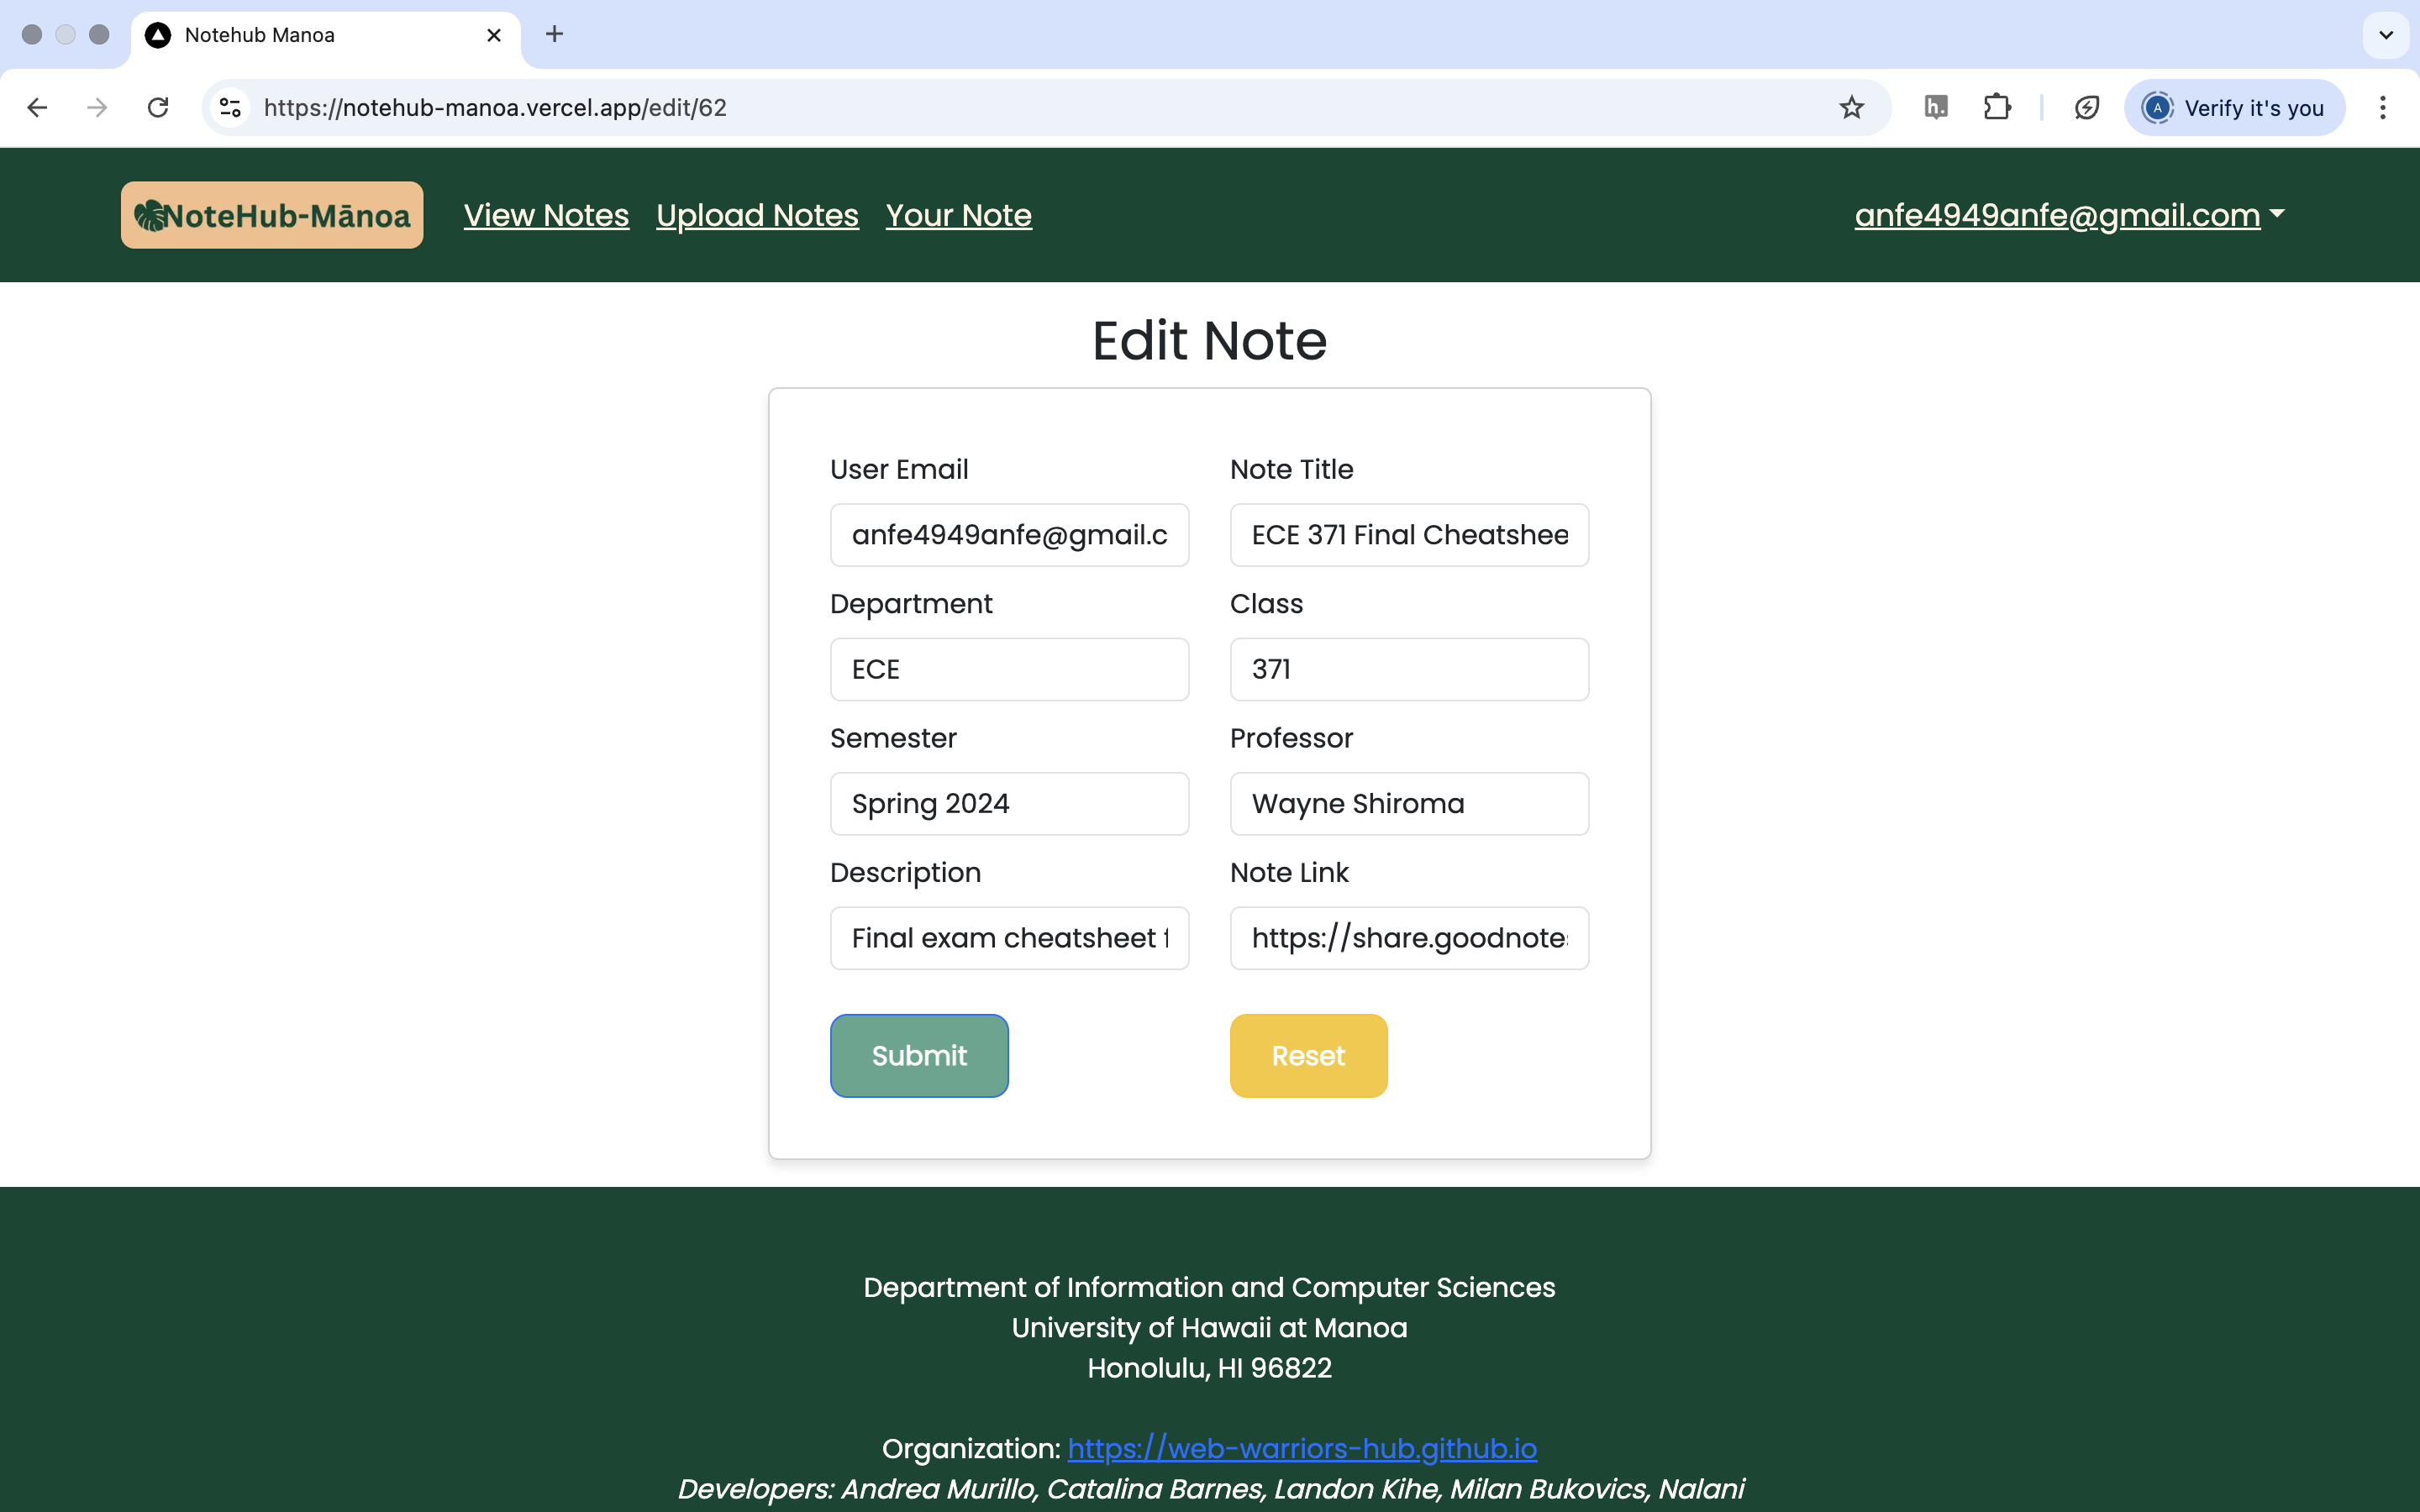 Notehub Manoa
https://notehub-manoa.vercel.app/edit/62
h.
A
Verify it's you
NoteHub-Mānoa
View Notes
Upload Notes
Your Note
anfe4949anfe@gmail.com
Edit Note
User Email
Note Title
anfe4949anfe@gmail.c
ECE 371 Final Cheatshee
Department
Class
ECE
371
Semester
Professor
Spring 2024
Wayne Shiroma
Description
Note Link
Final exam cheatsheet
https://share.goodnote
Submit
Reset
Department of Information and Computer Sciences
University of Hawaii at Manoa
Honolulu, HI 96822
Organization: https://web-warriors-hub.github.io
Developers: Andrea Murillo, Catalina Barnes, Landon Kihe, Milan Bukovics, Nalani